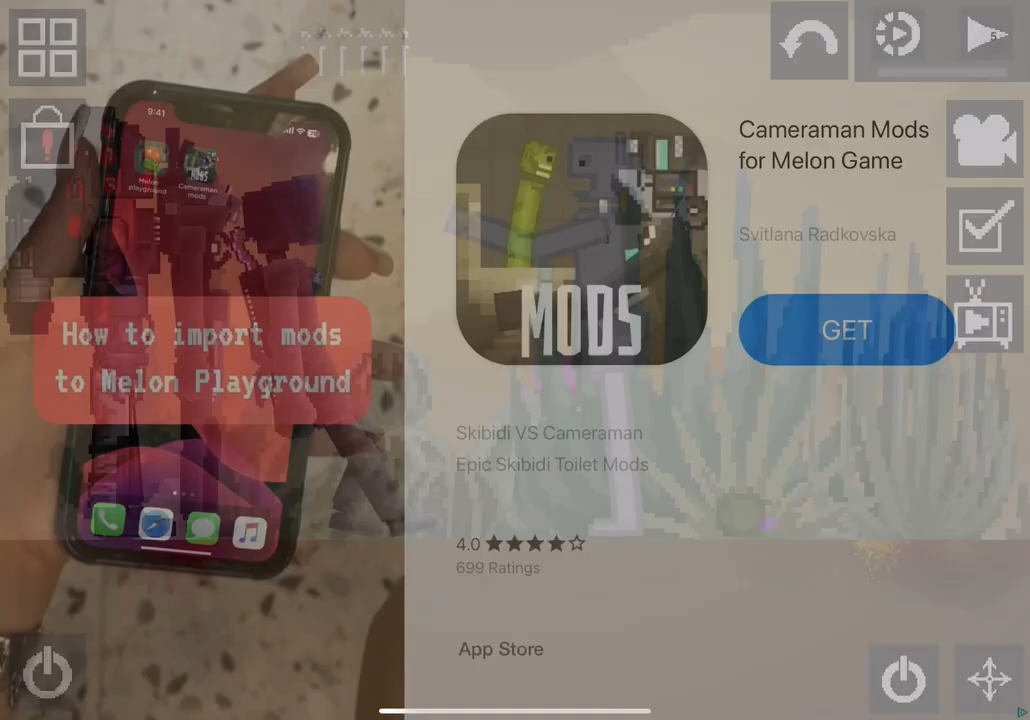 9:41
Melon
playground
Cameraman
mods
MODS
How to import mods
to Melon Playground
MODS
Cameraman Mods
for Melon Game
Svitlana Radkovska
GET
Skibidi VS Cameraman
Epic Skibidi Toilet Mods
4.0
699 Ratings
App Store